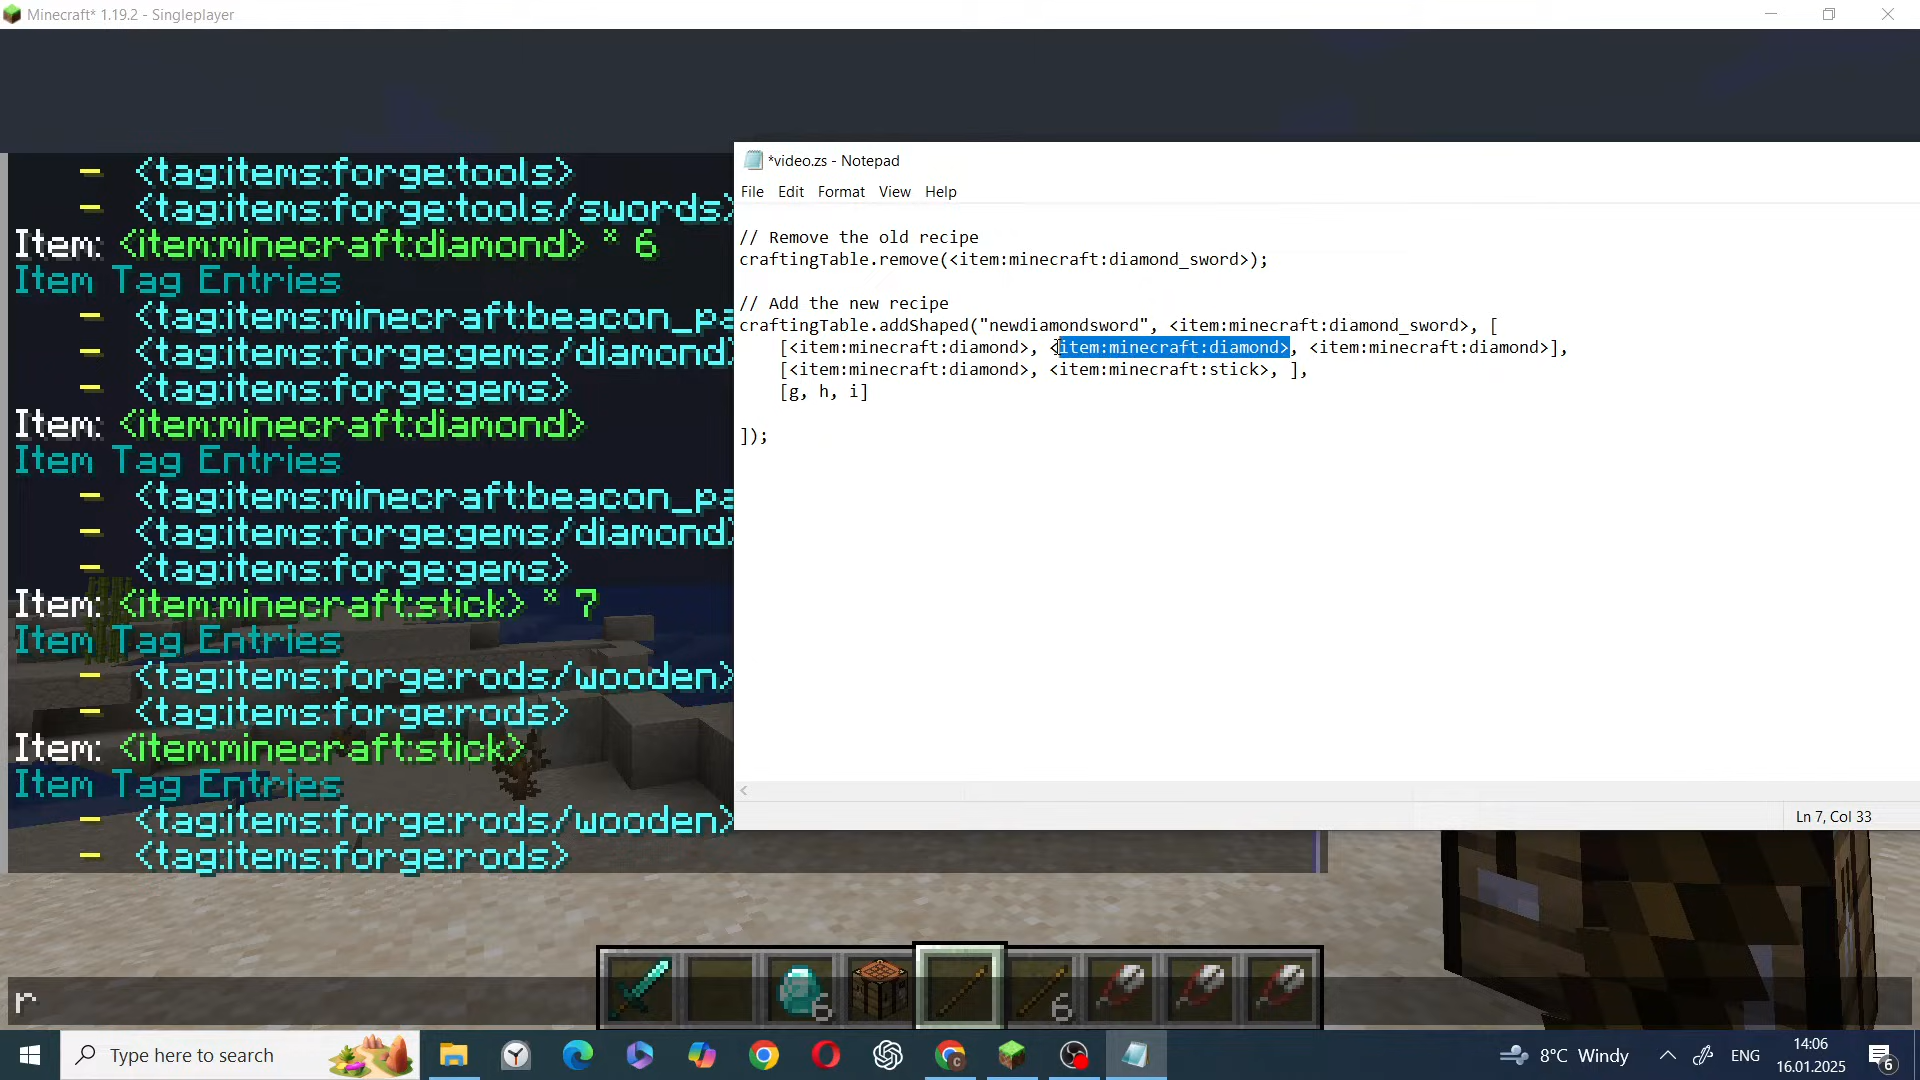 Minecraft* 1.19.2 - Singleplayer
- <tag:items:forge:tools>
- <tag:items:forge:tools/swords>
Item: <item:minecraft:diamond> * 6
Item Tag Entries
- <tag:items:minecraft:beacon_pa
- <tag:items:forge:gems/diamond>
- <tag:items:forge:gems>
Item: <item:minecraft:diamond>
Item Tag Entries
- <tag:items:minecraft:beacon_pa
- <tag:items:forge:gems/diamond>
- <tag:items:forge:gems>
Item: <item:minecraft:stick> * 7
Item Tag Entries
- <tag:items:forge:rods/wooden>
- <tag:items:forge:rods>
Item: <item:minecraft:stick>
Item Tag Entries
- <tag:items:forge:rods/wooden>
- <tag:items:forge:rods>
r
*video.zs - Notepad
File Edit Format View Help
// Remove the old recipe
craftingTable.remove(<item:minecraft:diamond_sword>);
// Add the new recipe
craftingTable.addShaped("newdiamondsword", <item:minecraft:diamond_sword>, [
[<item:minecraft:diamond>, <item:minecraft:diamond>, <item:minecraft:diamond>],
[<item:minecraft:diamond>, <item:minecraft:stick>, ],
[g, h, i]
]);
Ln 7, Col 33
6
6
Type here to search
8°C Windy
ENG
14:06
16.01.2025
6